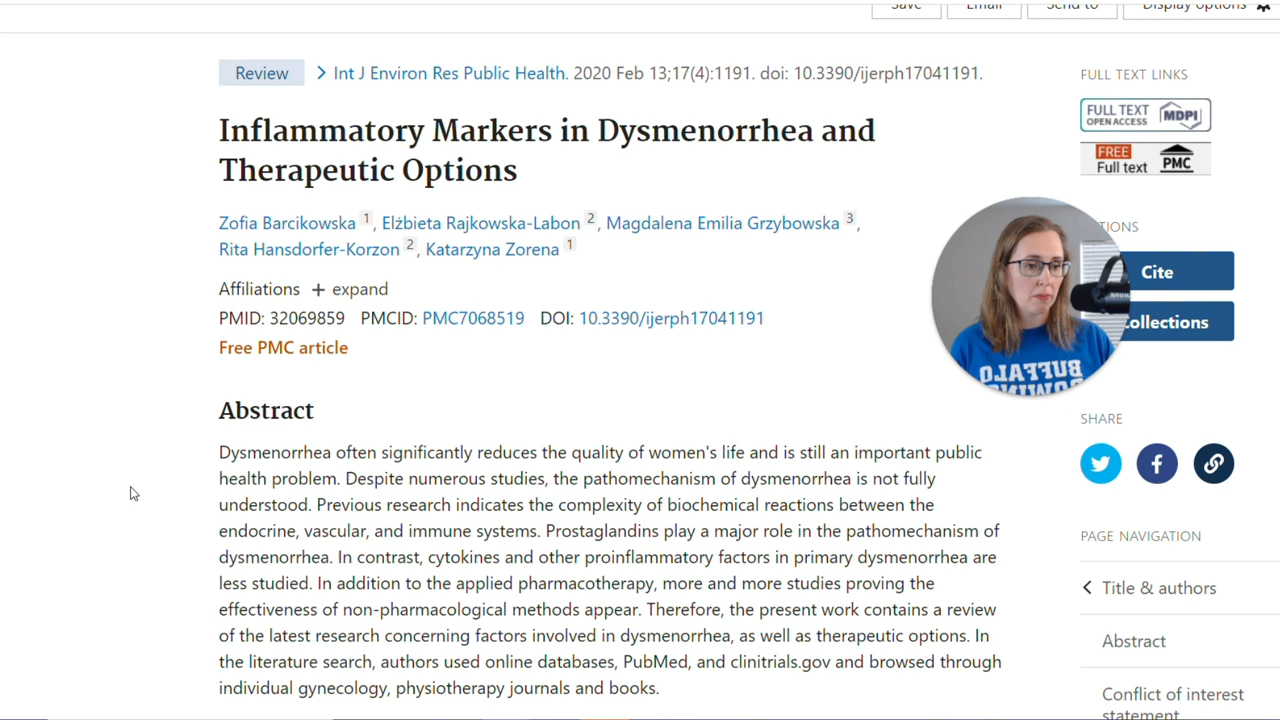 Save Email Send to Display options
Review > Int J Environ Res Public Health. 2020 Feb 13;17(4):1191. doi: 10.3390/ijerph17041191.
Inflammatory Markers in Dysmenorrhea and
Therapeutic Options
Zofia Barcikowska 1, Elżbieta Rajkowska-Labon 2, Magdalena Emilia Grzybowska 3,
Rita Hansdorfer-Korzon 2, Katarzyna Zorena 1
Affiliations + expand
PMID: 32069859 PMCID: PMC7068519 DOI: 10.3390/ijerph17041191
Free PMC article
Abstract
Dysmenorrhea often significantly reduces the quality of women's life and is still an important public
health problem. Despite numerous studies, the pathomechanism of dysmenorrhea is not fully
understood. Previous research indicates the complexity of biochemical reactions between the
endocrine, vascular, and immune systems. Prostaglandins play a major role in the pathomechanism of
dysmenorrhea. In contrast, cytokines and other proinflammatory factors in primary dysmenorrhea are
less studied. In addition to the applied pharmacotherapy, more and more studies proving the
effectiveness of non-pharmacological methods appear. Therefore, the present work contains a review
of the latest research concerning factors involved in dysmenorrhea, as well as therapeutic options. In
the literature search, authors used online databases, PubMed, and clinitrials.gov and browsed through
individual gynecology, physiotherapy journals and books.
FULL TEXT LINKS
FULL TEXT
OPEN ACCESS
MDPI
FREE
Full text
PMC
TIONS
Cite
ollections
BUFFALO
SHARE
PAGE NAVIGATION
< Title & authors
Abstract
Conflict of interest
statement